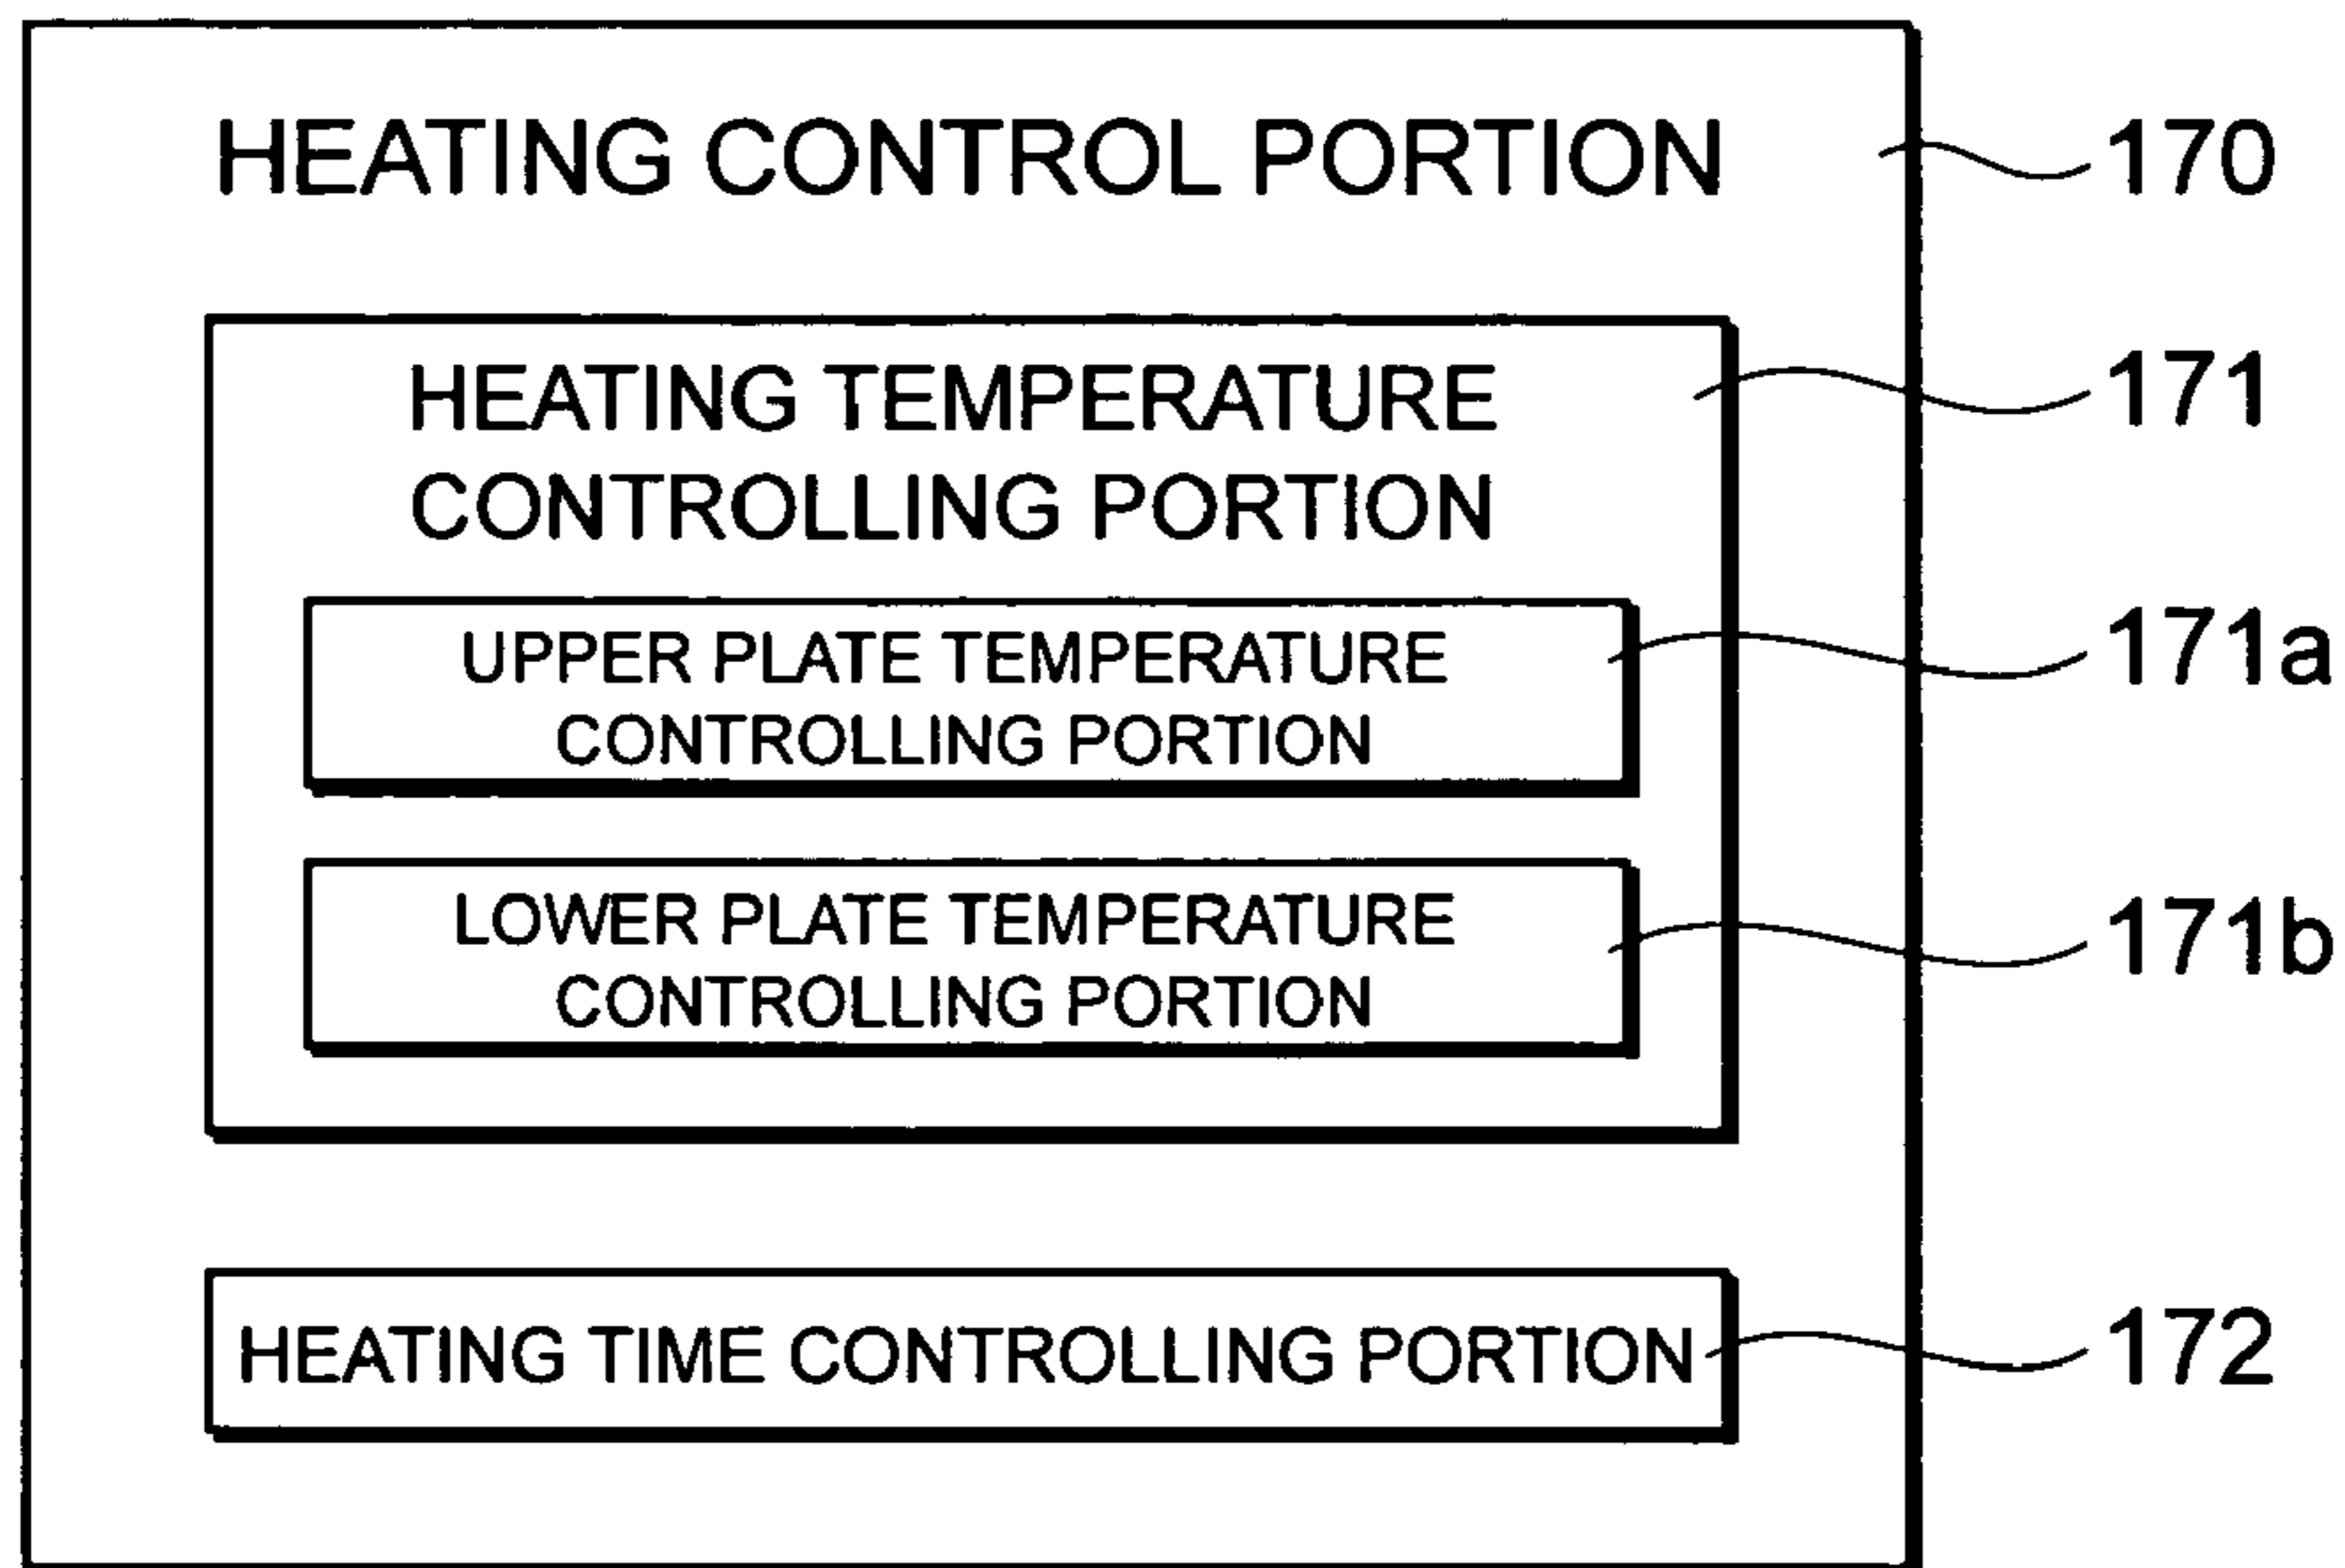 HEATING CONTROL PORTION 170
HEATING TEMPERATURE 171
CONTROLLING PORTION
UPPER PLATE TEMPERATURE 171a
CONTROLLING PORTION
LOWER PLATE TEMPERATURE 171b
CONTROLLING PORTION
HEATING TIME CONTROLLING PORTION 172